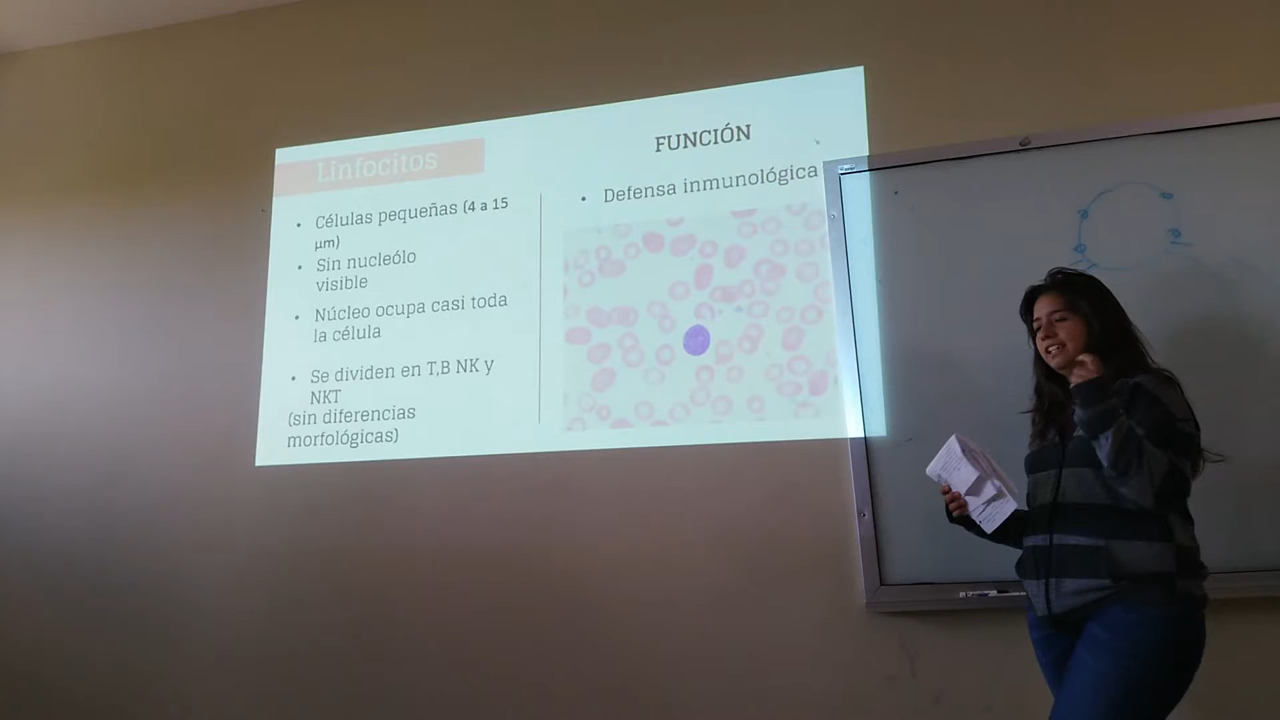 Linfocitos
• Células pequeñas (4 a 15
µm)
• Sin nucleólo
visible
• Núcleo ocupa casi toda
la célula
• Se dividen en T,B NK y
NKT
(sin diferencias
morfológicas)
FUNCIÓN
• Defensa inmunológica